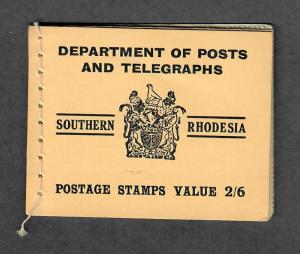 DEPARTMENT OF POSTS
AND TELEGRAPHS
SOUTHERN RHODESIA
POSTAGE STAMPS VALUE 2/6